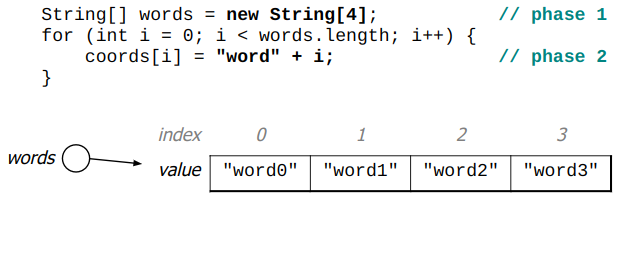 String[] words = new String[4];           // phase 1
for (int i = 0; i < words.length; i++) {
    coords[i] = "word" + i;               // phase 2
}
index 0 1 2 3
words
value "word0" "word1" "word2" "word3"